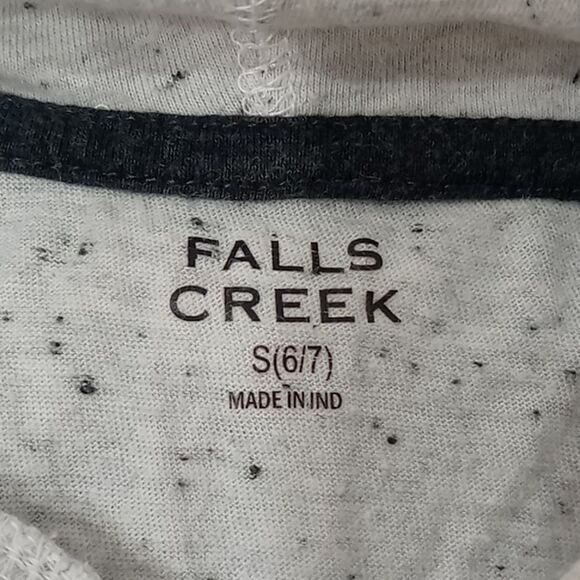 FALLS
CREEK
S(6/7)
MADE IN IND